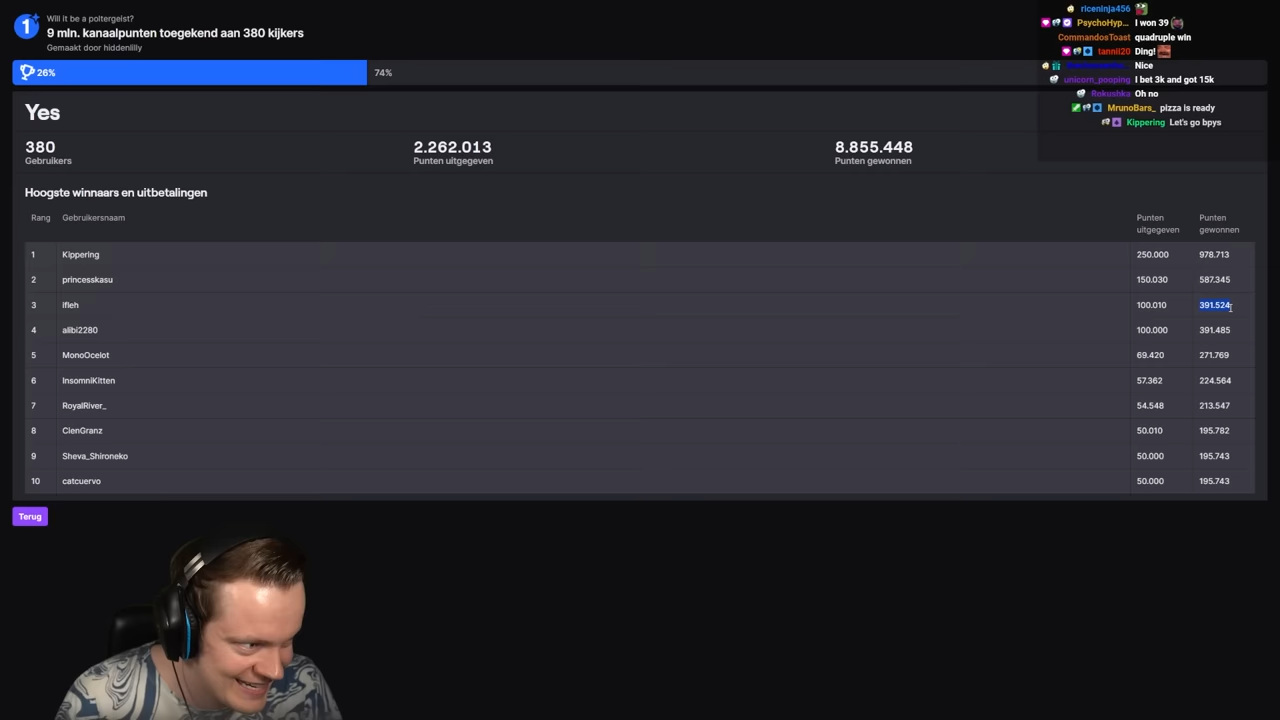 1
Will it be a poltergeist?
9 mln. kanaalpunten toegekend aan 380 kijkers
Gemaakt door hiddenlilly
26%
74%
Yes
380
Gebruikers
2.262.013
Punten uitgegeven
8.855.448
Punten gewonnen
Hoogste winnaars en uitbetalingen
Rang Gebruikersnaam Punten uitgegeven Punten gewonnen
1 Kippering 250.000 978.713
2 princesskasu 150.030 587.345
3 lfleh 100.010 391.524
4 alibi2280 100.000 391.485
5 MonoOcelot 69.420 271.769
6 InsomniKitten 57.362 224.564
7 RoyalRiver_ 54.548 213.547
8 ClenGranz 50.010 195.782
9 Sheva_Shironeko 50.000 195.743
10 catcuervo 50.000 195.743
Terug
riceninja456
PsychoHyp... I won 39
CommandosToast quadruple win
tannil20 Ding!
Nice
unicorn_pooping I bet 3k and got 15k
Rokushka Oh no
MrunoBars_ pizza is ready
Kippering Let's go bpys